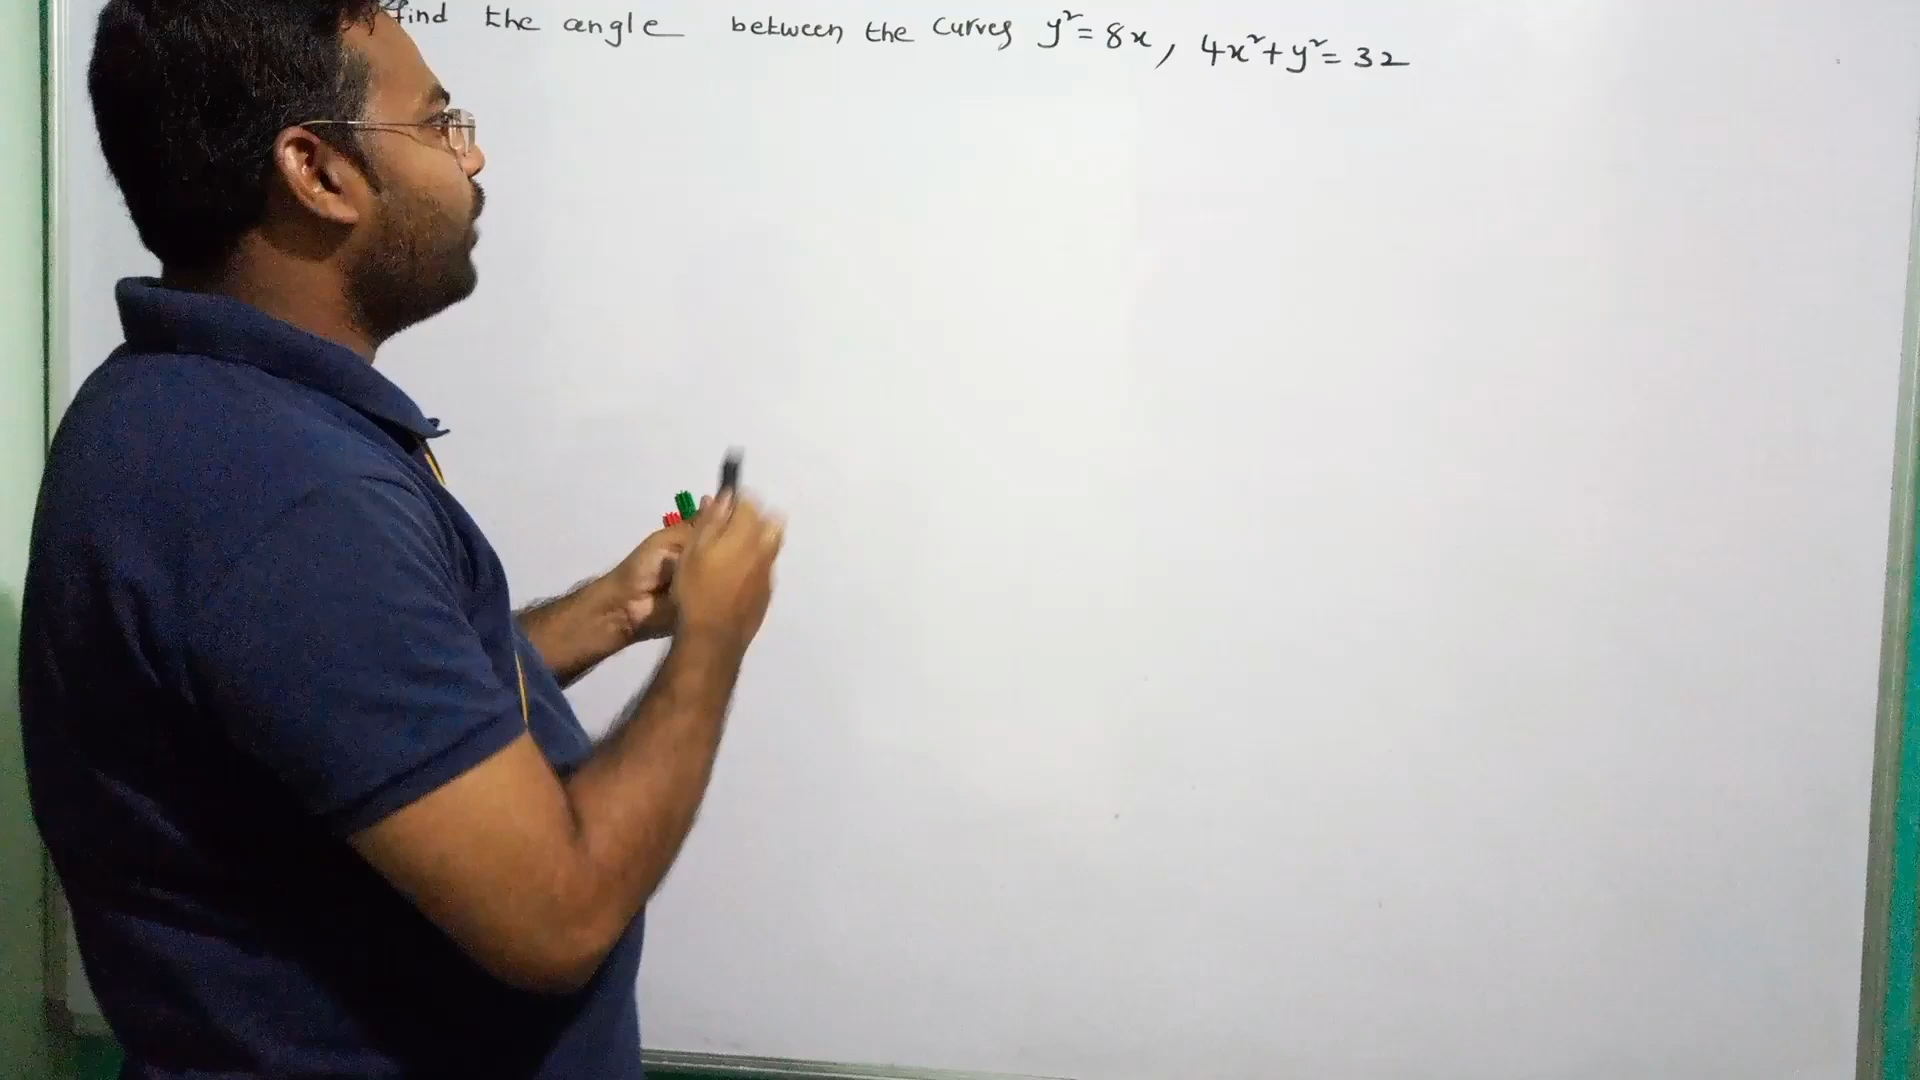 find the angle between the curves y² = 8x, 4x² + y² = 32